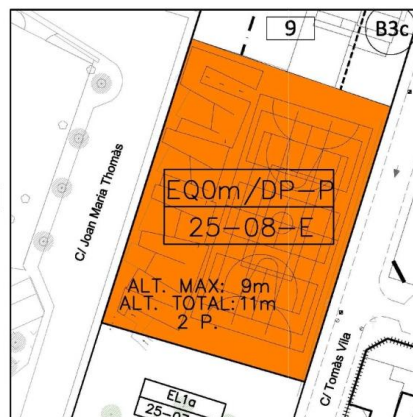 9
B3c
C/ Joan Maria Thomàs
EQ0m/DP-P
25-08-E
ALT. MAX: 9m
ALT. TOTAL: 11m
2 P.
C/ Tomàs Vila
EL1a